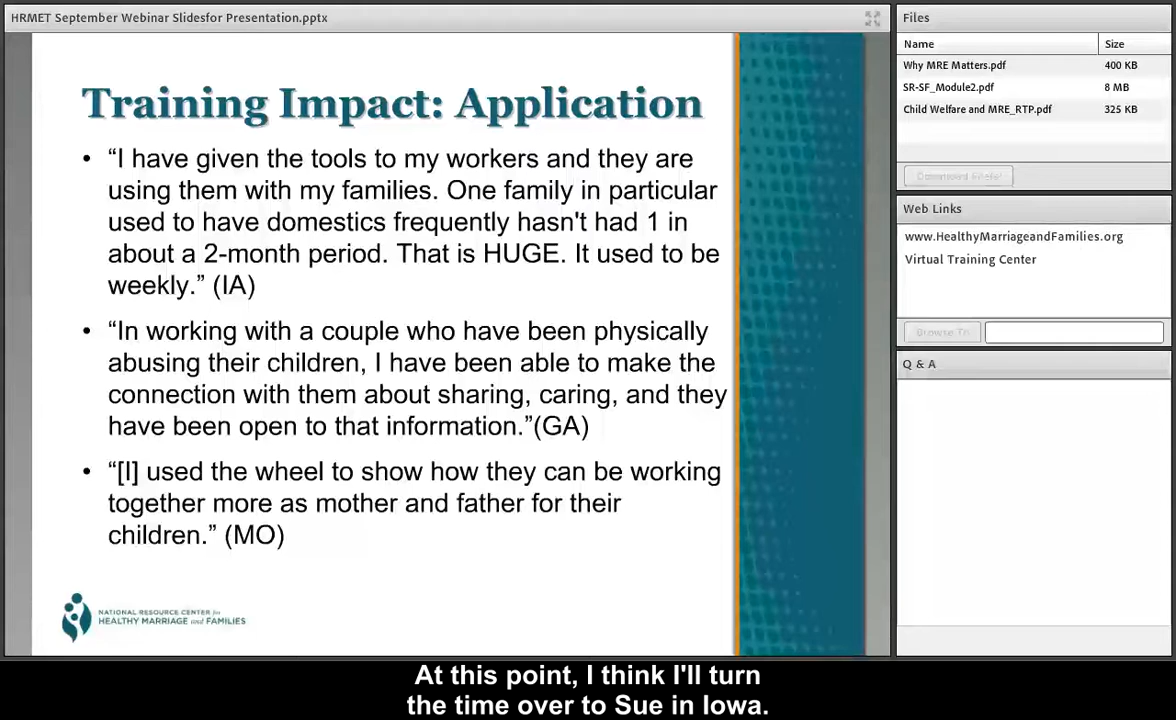 HRMET September Webinar Slidesfor Presentation.pptx
Training Impact: Application
• “I have given the tools to my workers and they are
using them with my families. One family in particular
used to have domestics frequently hasn't had 1 in
about a 2-month period. That is HUGE. It used to be
weekly.” (IA)
• “In working with a couple who have been physically
abusing their children, I have been able to make the
connection with them about sharing, caring, and they
have been open to that information.”(GA)
• “[I] used the wheel to show how they can be working
together more as mother and father for their
children.” (MO)
NATIONAL RESOURCE CENTER for
HEALTHY MARRIAGE and FAMILIES
Files
Name Size
Why MRE Matters.pdf 400 KB
SR-SF_Module2.pdf 8 MB
Child Welfare and MRE_RTP.pdf 325 KB
Download File(s)
Web Links
www.HealthyMarriageandFamilies.org
Virtual Training Center
Browse To
Q & A
At this point, I think I'll turn
the time over to Sue in Iowa.